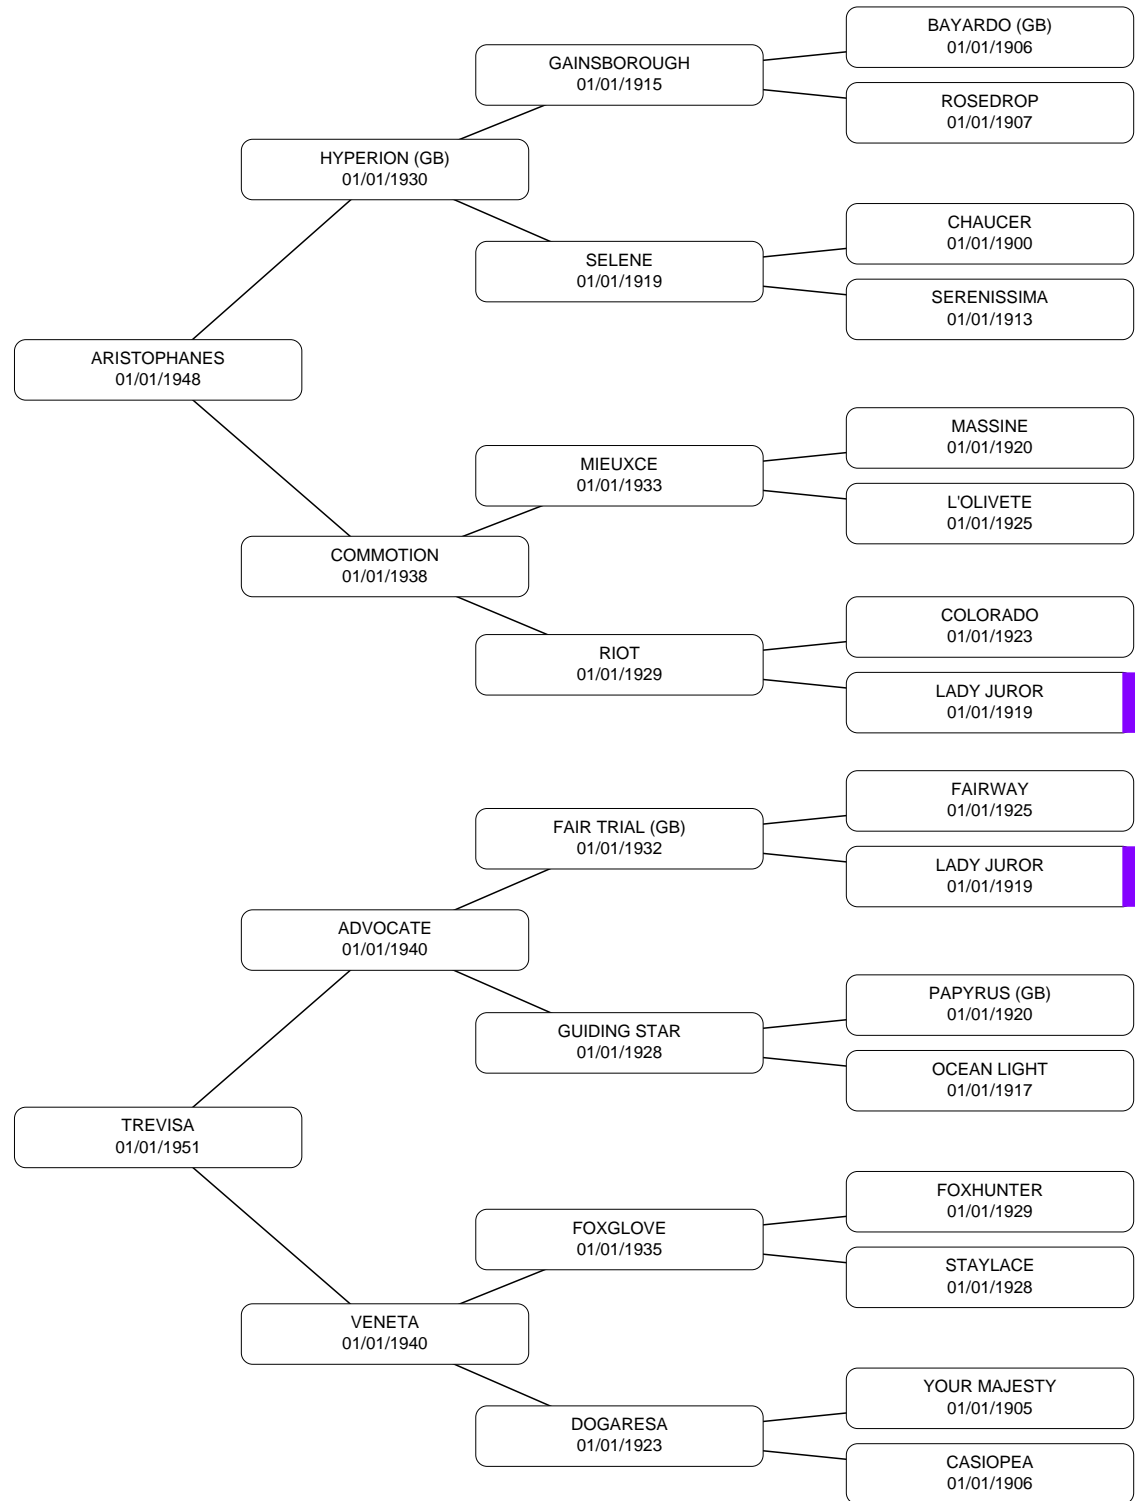 BAYARDO (GB)
01/01/1906
GAINSBOROUGH
01/01/1915
ROSEDROP
01/01/1907
HYPERION (GB)
01/01/1930
CHAUCER
01/01/1900
SELENE
01/01/1919
SERENISSIMA
01/01/1913
ARISTOPHANES
01/01/1948
MASSINE
01/01/1920
MIEUXCE
01/01/1933
L'OLIVETE
01/01/1925
COMMOTION
01/01/1938
COLORADO
01/01/1923
RIOT
01/01/1929
LADY JUROR
01/01/1919
FAIRWAY
01/01/1925
FAIR TRIAL (GB)
01/01/1932
LADY JUROR
01/01/1919
ADVOCATE
01/01/1940
PAPYRUS (GB)
01/01/1920
GUIDING STAR
01/01/1928
OCEAN LIGHT
01/01/1917
TREVISA
01/01/1951
FOXHUNTER
01/01/1929
FOXGLOVE
01/01/1935
STAYLACE
01/01/1928
VENETA
01/01/1940
YOUR MAJESTY
01/01/1905
DOGARESA
01/01/1923
CASIOPEA
01/01/1906